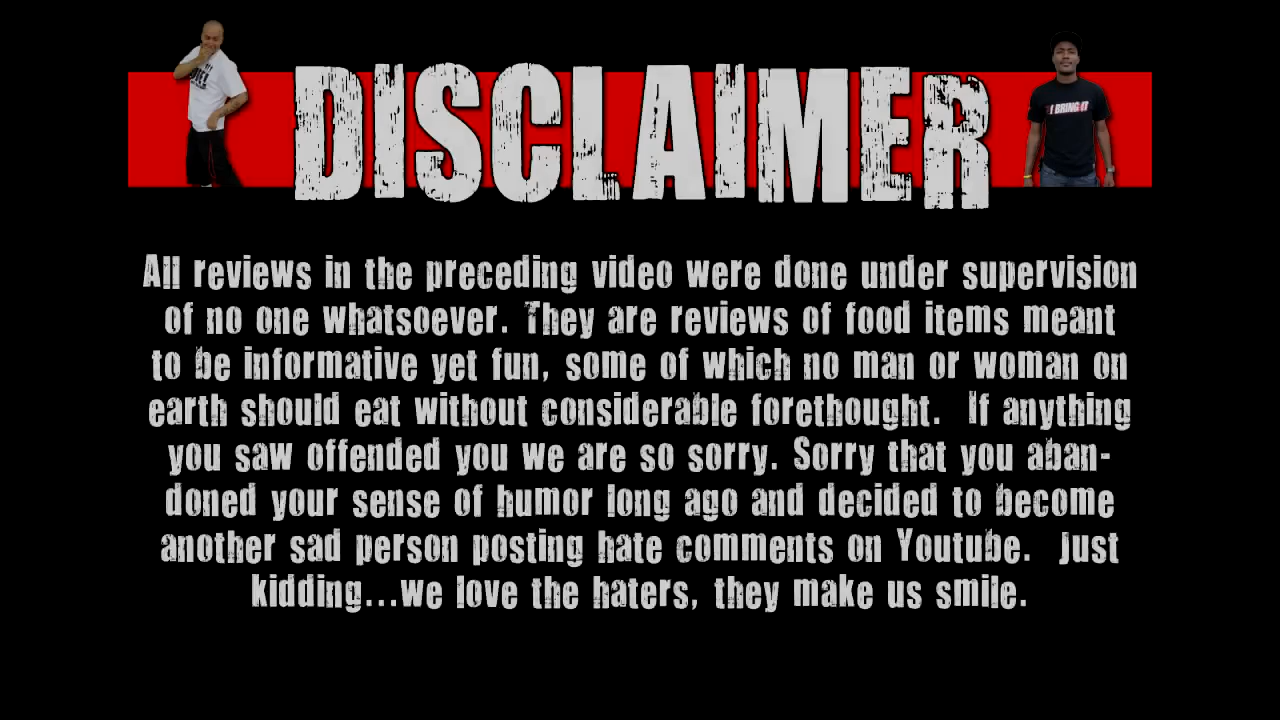 DISCLAIMER
I BRING IT
All reviews in the preceding video were done under supervision
of no one whatsoever. They are reviews of food items meant
to be informative yet fun, some of which no man or woman on
earth should eat without considerable forethought.  If anything
you saw offended you we are so sorry. Sorry that you aban-
doned your sense of humor long ago and decided to become
another sad person posting hate comments on Youtube.  Just
kidding...we love the haters, they make us smile.